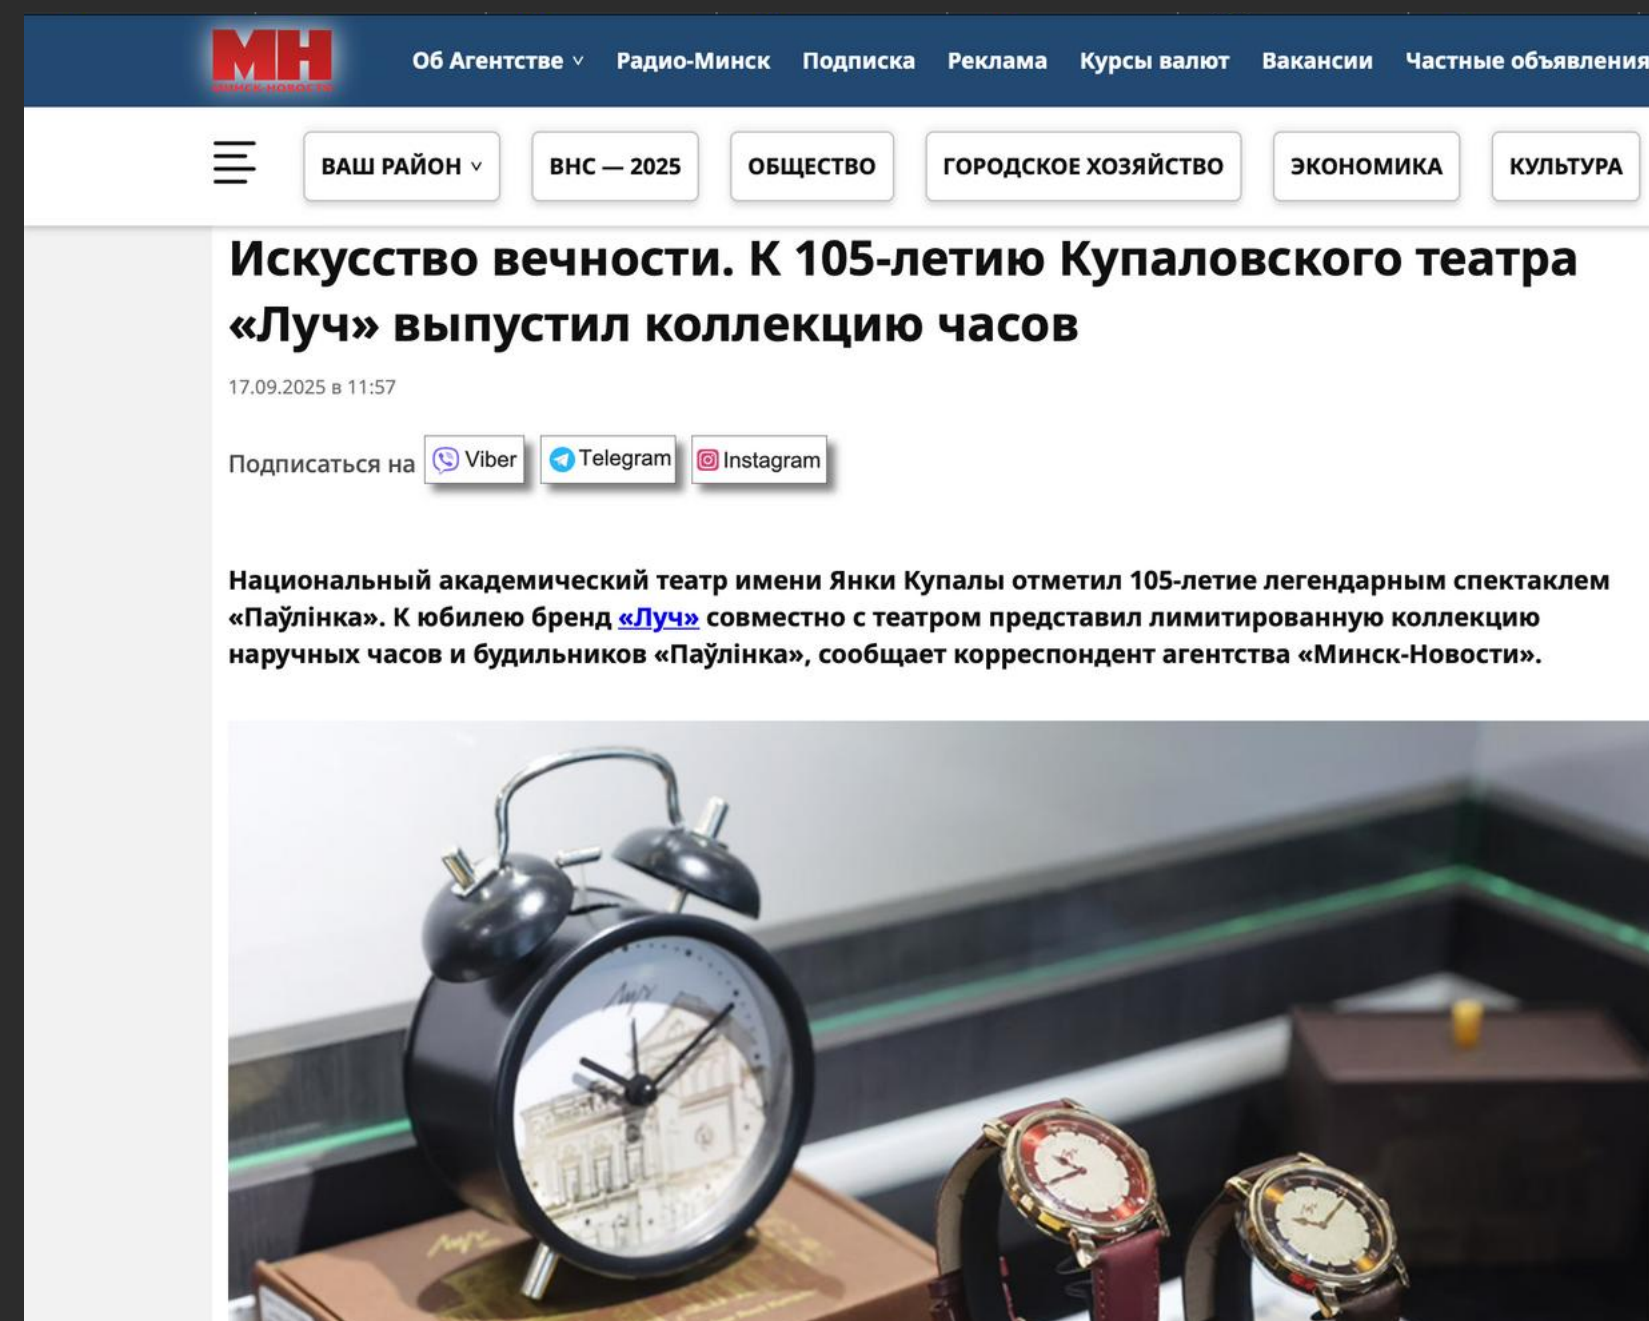 МН
МИНСК-НОВОСТИ
Об Агентстве
Радио-Минск
Подписка
Реклама
Курсы валют
Вакансии
Частные объявления
ВАШ РАЙОН
ВНС — 2025
ОБЩЕСТВО
ГОРОДСКОЕ ХОЗЯЙСТВО
ЭКОНОМИКА
КУЛЬТУРА
Искусство вечности. К 105-летию Купаловского театра
«Луч» выпустил коллекцию часов
17.09.2025 в 11:57
Подписаться на Viber Telegram Instagram
Национальный академический театр имени Янки Купалы отметил 105-летие легендарным спектаклем
«Паўлінка». К юбилею бренд «Луч» совместно с театром представил лимитированную коллекцию
наручных часов и будильников «Паўлінка», сообщает корреспондент агентства «Минск-Новости».
Луч
Луч